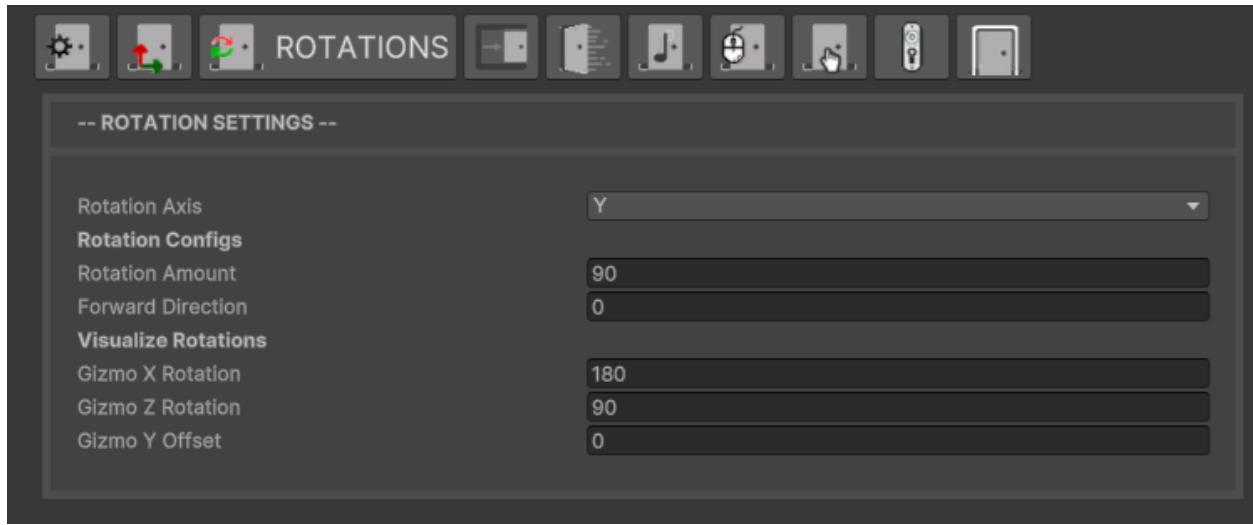 ROTATIONS
-- ROTATION SETTINGS --
Rotation Axis Y
Rotation Configs
Rotation Amount 90
Forward Direction 0
Visualize Rotations
Gizmo X Rotation 180
Gizmo Z Rotation 90
Gizmo Y Offset 0